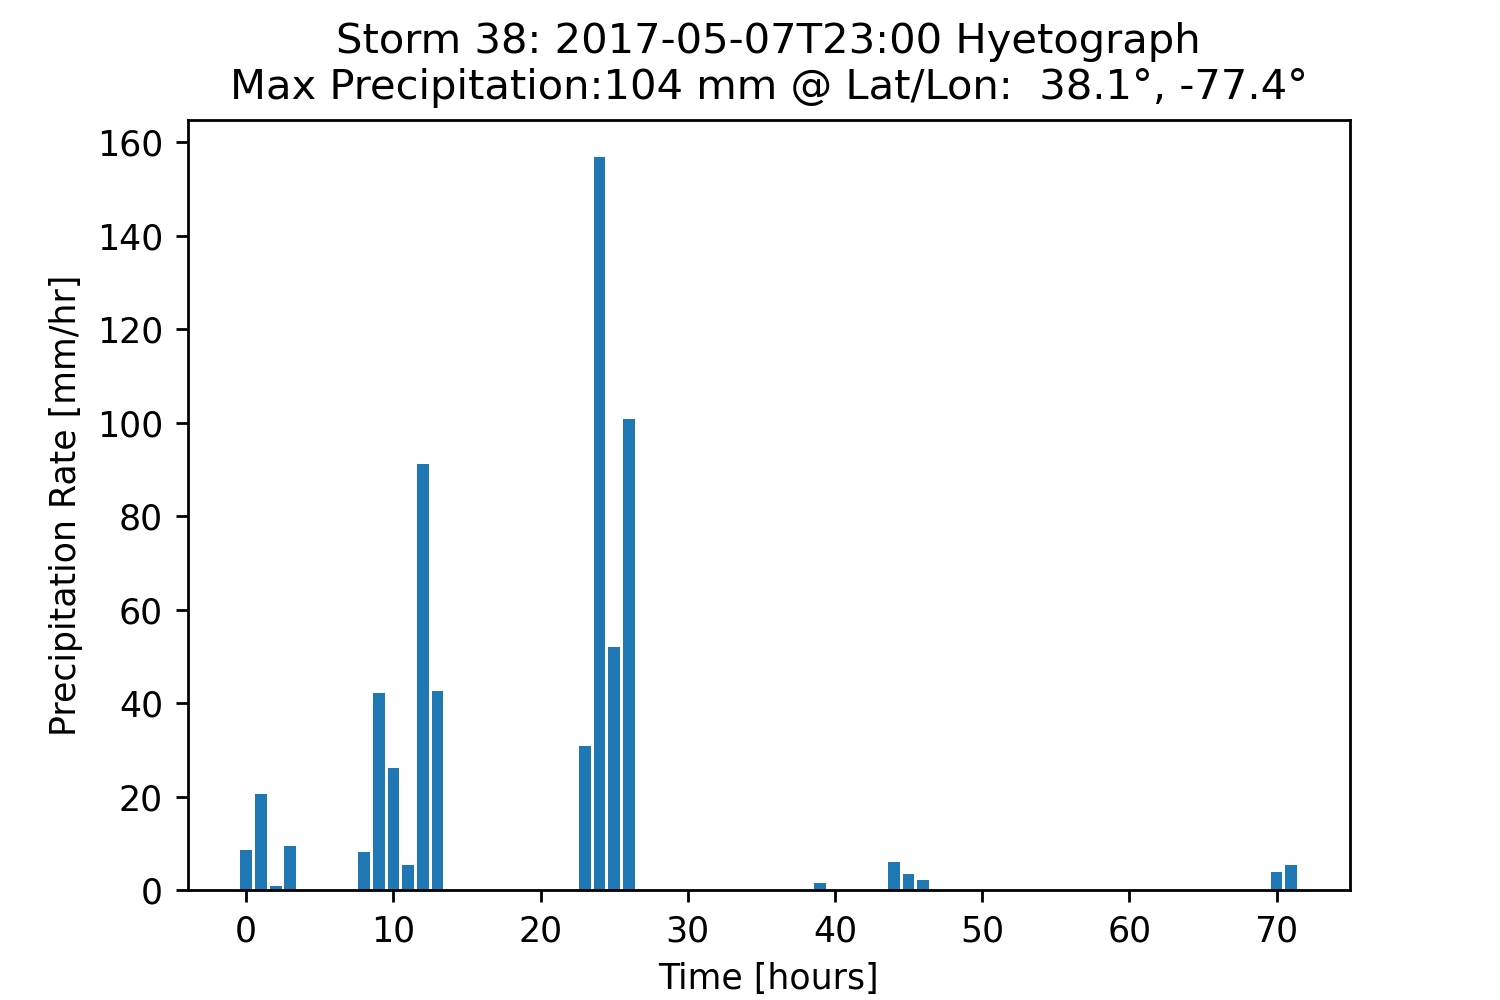 Storm 38: 2017-05-07T23:00 Hyetograph
Max Precipitation:104 mm @ Lat/Lon:  38.1°, -77.4°
160
140
120
100
80
60
40
20
0
Precipitation Rate [mm/hr]
0 10 20 30 40 50 60 70
Time [hours]